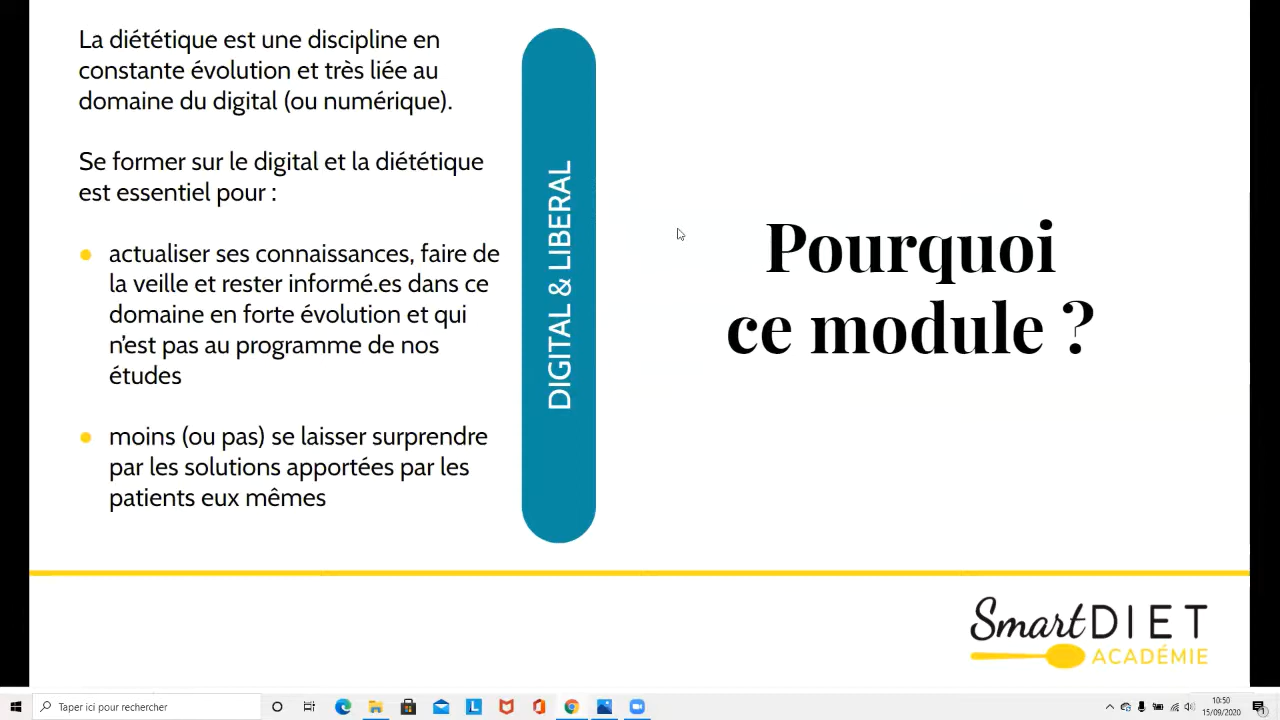 La diététique est une discipline en
constante évolution et très liée au
domaine du digital (ou numérique).
Se former sur le digital et la diététique
est essentiel pour :
actualiser ses connaissances, faire de
la veille et rester informé.es dans ce
domaine en forte évolution et qui
n'est pas au programme de nos
études
moins (ou pas) se laisser surprendre
par les solutions apportées par les
patients eux mêmes
DIGITAL & LIBERAL
Pourquoi
ce module ?
SmartDIET
ACADÉMIE
Taper ici pour rechercher
10:50
15/09/2020